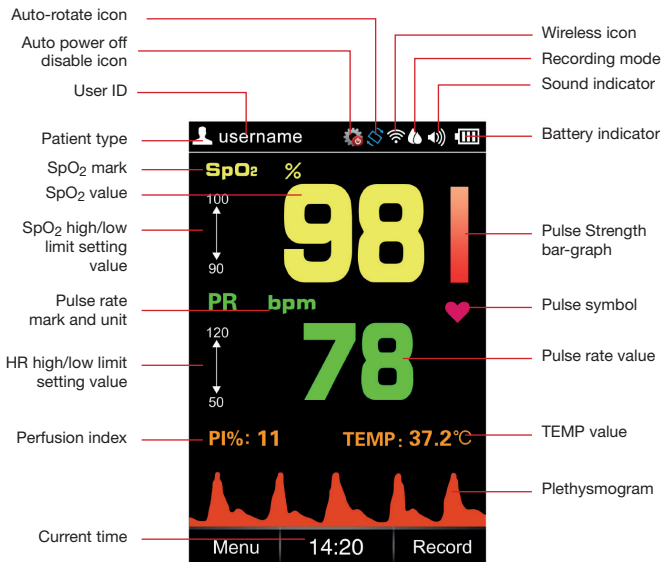 Auto-rotate icon
Auto power off
disable icon
User ID
Patient type
SpO₂ mark
SpO₂ value
SpO₂ high/low
limit setting
value
Pulse rate
mark and unit
HR high/low limit
setting value
Perfusion index
Current time
username
SpO₂ %
100
90
98
PR bpm
120
50
78
PI%: 11 TEMP: 37.2°C
Menu 14:20 Record
Wireless icon
Recording mode
Sound indicator
Battery indicator
Pulse Strength
bar-graph
Pulse symbol
Pulse rate value
TEMP value
Plethysmogram